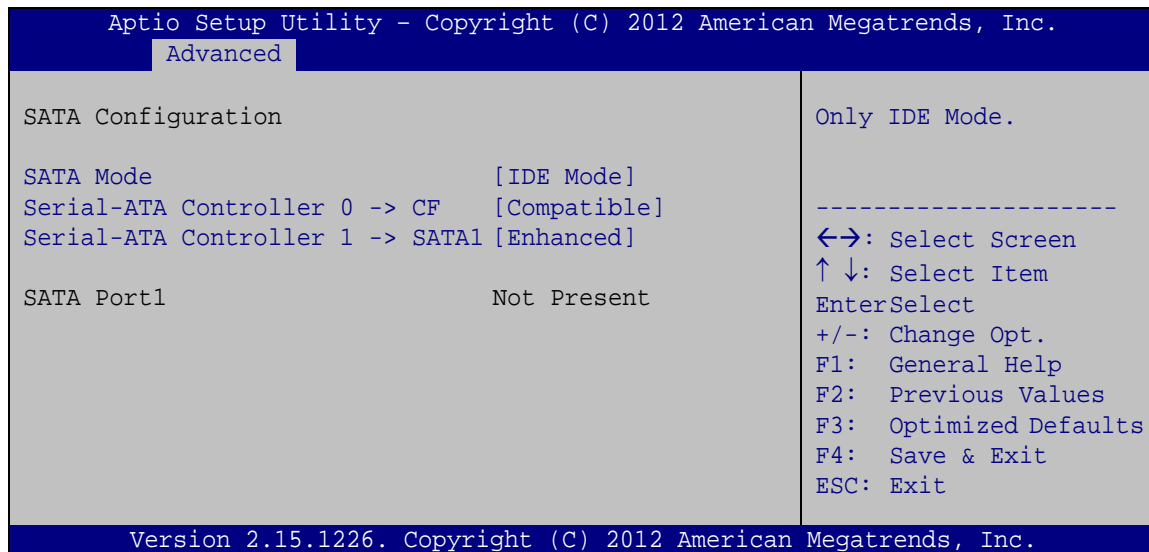 Aptio Setup Utility – Copyright (C) 2012 American Megatrends, Inc.
Advanced
SATA Configuration
SATA Mode [IDE Mode]
Serial-ATA Controller 0 -> CF [Compatible]
Serial-ATA Controller 1 -> SATA1 [Enhanced]
SATA Port1 Not Present
Only IDE Mode.
---------------------
←→: Select Screen
↑ ↓: Select Item
EnterSelect
+/-: Change Opt.
F1: General Help
F2: Previous Values
F3: Optimized Defaults
F4: Save & Exit
ESC: Exit
Version 2.15.1226. Copyright (C) 2012 American Megatrends, Inc.